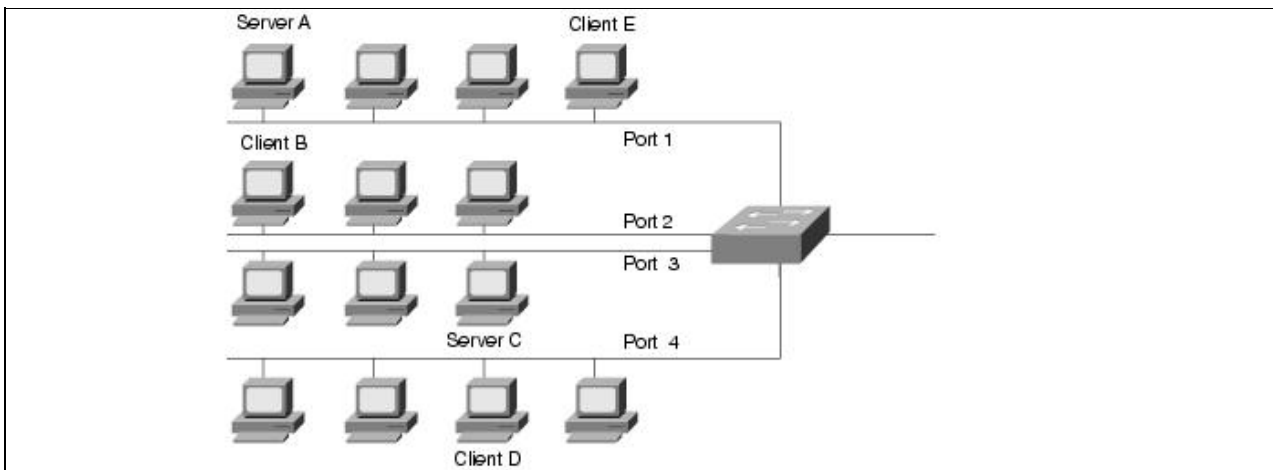 Server A
Client E
Port 1
Client B
Port 2
Port 3
Server C
Port 4
Client D